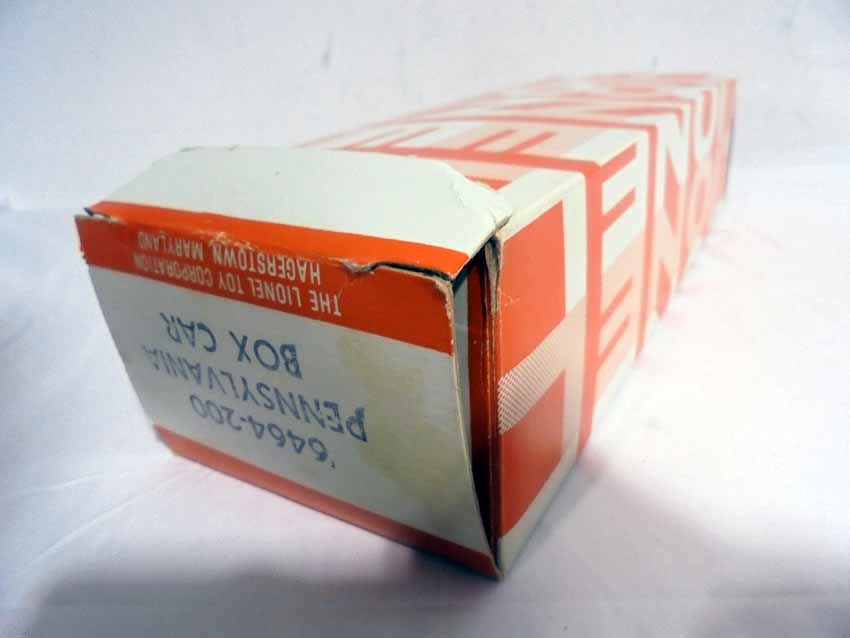 '6464-200
PENNSYLVANIA
BOX CAR
THE LIONEL TOY CORPORATION
HAGERSTOWN, MARYLAND